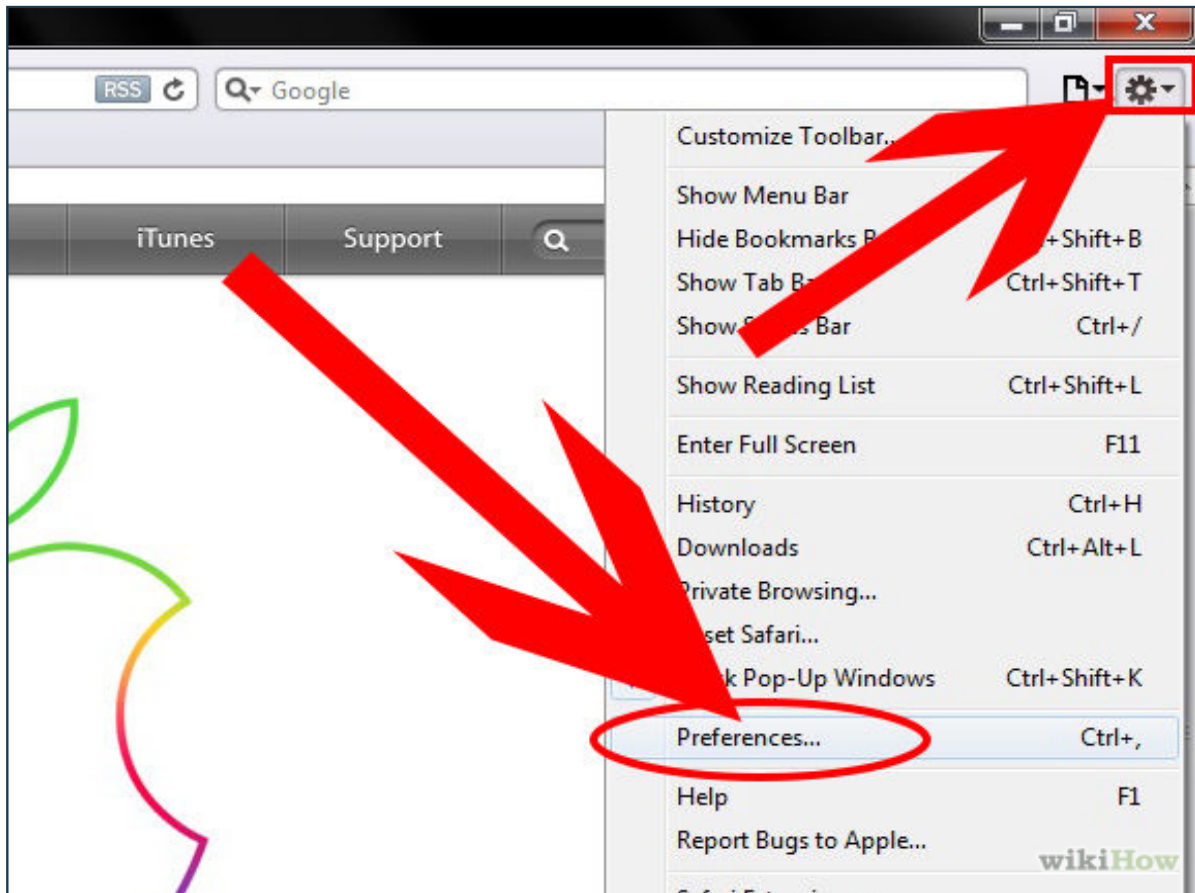 RSS
Google
Customize Toolbar...
iTunes
Support
Show Menu Bar
Hide Bookmarks +Shift+B
Show Tab Ctrl+Shift+T
Show Bar Ctrl+/
Show Reading List Ctrl+Shift+L
Enter Full Screen F11
History Ctrl+H
Downloads Ctrl+Alt+L
Private Browsing...
set Safari...
k Pop-Up Windows Ctrl+Shift+K
Preferences... Ctrl+,
Help F1
Report Bugs to Apple...
wikiHow